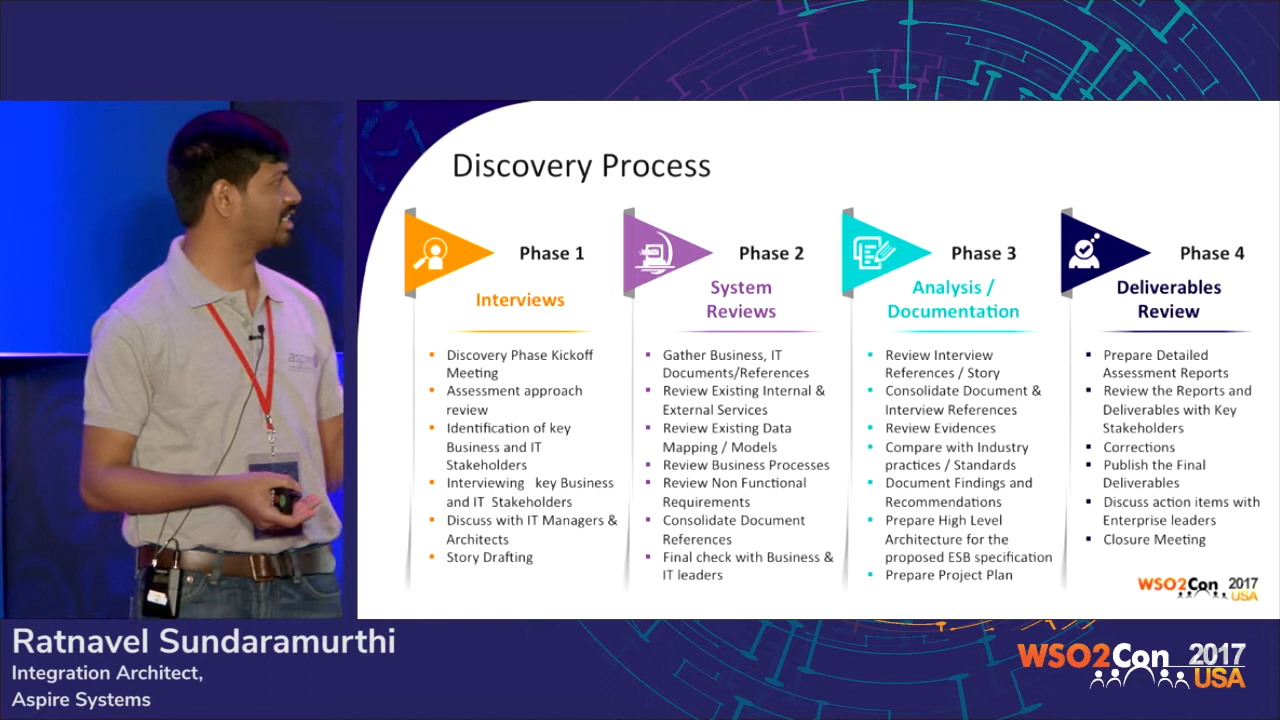 Discovery Process
Phase 1
Interviews
Discovery Phase Kickoff
Meeting
Assessment approach
review
Identification of key
Business and IT
Stakeholders
Interviewing key Business
and IT Stakeholders
Discuss with IT Managers &
Architects
Story Drafting
Phase 2
System
Reviews
Gather Business, IT
Documents/References
Review Existing Internal &
External Services
Review Existing Data
Mapping / Models
Review Business Processes
Review Non Functional
Requirements
Consolidate Document
References
Final check with Business &
IT leaders
Phase 3
Analysis /
Documentation
Review Interview
References / Story
Consolidate Document &
Interview References
Review Evidences
Compare with Industry
practices / Standards
Document Findings and
Recommendations
Prepare High Level
Architecture for the
proposed ESB specification
Prepare Project Plan
Phase 4
Deliverables
Review
Prepare Detailed
Assessment Reports
Review the Reports and
Deliverables with Key
Stakeholders
Corrections
Publish the Final
Deliverables
Discuss action items with
Enterprise leaders
Closure Meeting
WSO2Con 2017
USA
aspire
Ratnavel Sundaramurthi
Integration Architect,
Aspire Systems
WSO2Con 2017
USA